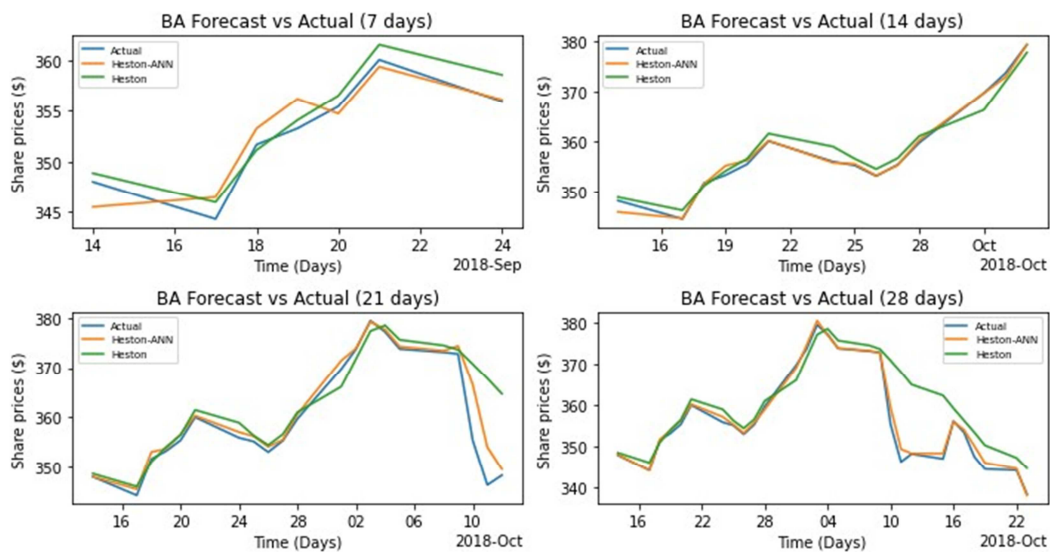 BA Forecast vs Actual (7 days)
Actual
Heston-ANN
Heston
Share prices ($)
360
355
350
345
14 16 18 20 22 24
Time (Days)
2018-Sep
BA Forecast vs Actual (14 days)
Actual
Heston-ANN
Heston
Share prices ($)
380
370
360
350
16 19 22 25 28 Oct
Time (Days)
2018-Oct
BA Forecast vs Actual (21 days)
Actual
Heston-ANN
Heston
Share prices ($)
380
370
360
350
16 20 24 28 02 06 10
Time (Days)
2018-Oct
BA Forecast vs Actual (28 days)
Actual
Heston-ANN
Heston
Share prices ($)
380
370
360
350
340
16 22 28 04 10 16 22
Time (Days)
2018-Oct